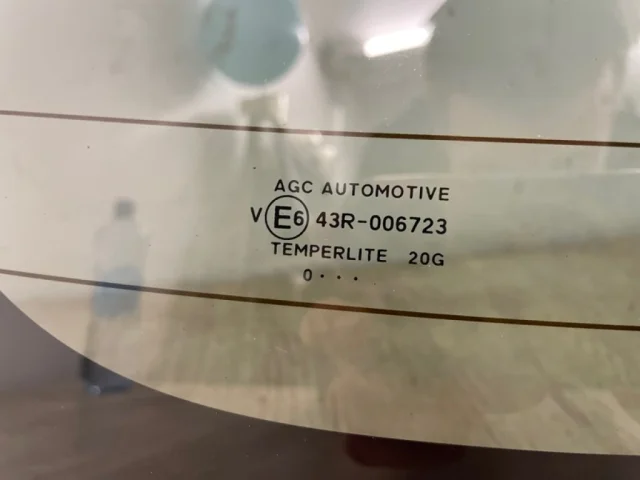 AGC AUTOMOTIVE
V E6 43R-006723
TEMPERLITE 20G
0···